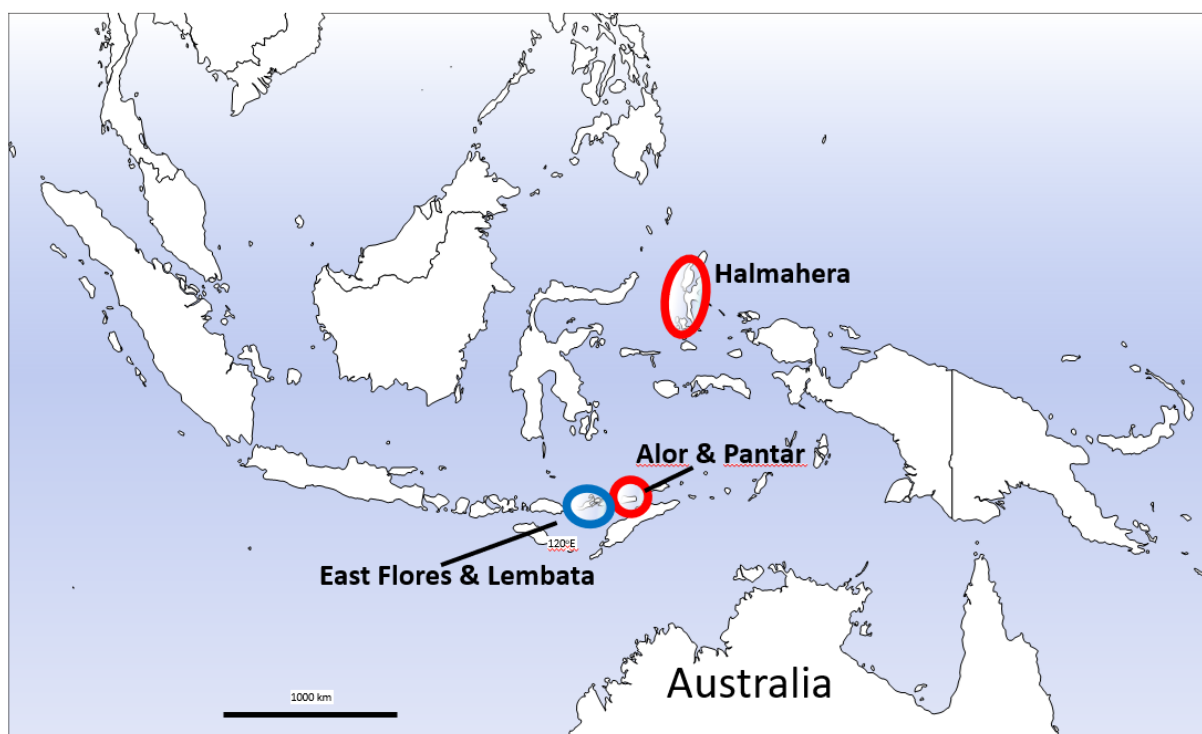 Halmahera
Alor & Pantar
120°E
East Flores & Lembata
Australia
1000 km